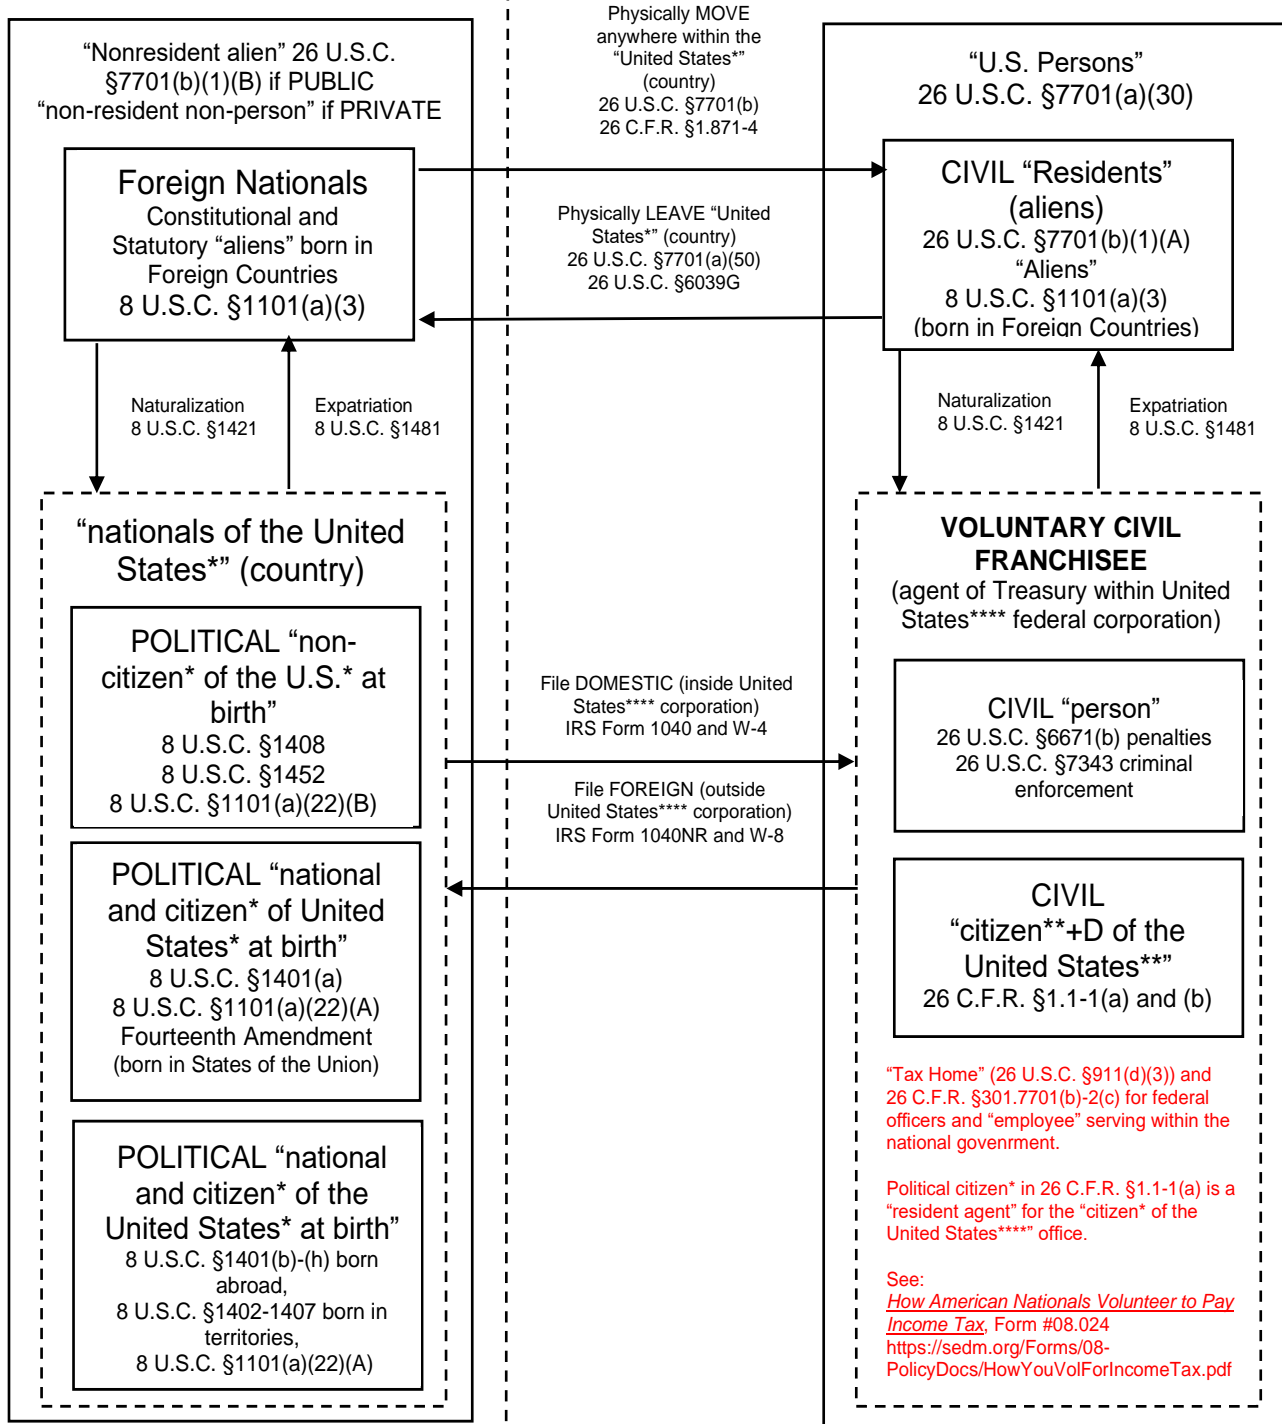 “Nonresident alien” 26 U.S.C.
§7701(b)(1)(B) if PUBLIC
“non-resident non-person” if PRIVATE
Foreign Nationals
Constitutional and
Statutory “aliens” born in
Foreign Countries
8 U.S.C. §1101(a)(3)
Naturalization
8 U.S.C. §1421
Expatriation
8 U.S.C. §1481
“nationals of the United
States*” (country)
POLITICAL “non-
citizen* of the U.S.* at
birth”
8 U.S.C. §1408
8 U.S.C. §1452
8 U.S.C. §1101(a)(22)(B)
POLITICAL “national
and citizen* of United
States* at birth”
8 U.S.C. §1401(a)
8 U.S.C. §1101(a)(22)(A)
Fourteenth Amendment
(born in States of the Union)
POLITICAL “national
and citizen* of the
United States* at birth”
8 U.S.C. §1401(b)-(h) born
abroad,
8 U.S.C. §1402-1407 born in
territories,
8 U.S.C. §1101(a)(22)(A)
Physically MOVE
anywhere within the
“United States*”
(country)
26 U.S.C. §7701(b)
26 C.F.R. §1.871-4
Physically LEAVE “United
States*” (country)
26 U.S.C. §7701(a)(50)
26 U.S.C. §6039G
File DOMESTIC (inside United
States**** corporation)
IRS Form 1040 and W-4
File FOREIGN (outside
United States**** corporation)
IRS Form 1040NR and W-8
“U.S. Persons”
26 U.S.C. §7701(a)(30)
CIVIL “Residents”
(aliens)
26 U.S.C. §7701(b)(1)(A)
“Aliens”
8 U.S.C. §1101(a)(3)
(born in Foreign Countries)
Naturalization
8 U.S.C. §1421
Expatriation
8 U.S.C. §1481
VOLUNTARY CIVIL
FRANCHISEE
(agent of Treasury within United
States**** federal corporation)
CIVIL “person”
26 U.S.C. §6671(b) penalties
26 U.S.C. §7343 criminal
enforcement
CIVIL
“citizen**+D of the
United States**”
26 C.F.R. §1.1-1(a) and (b)
“Tax Home” (26 U.S.C. §911(d)(3)) and
26 C.F.R. §301.7701(b)-2(c) for federal
officers and “employee” serving within the
national govenrment.
Political citizen* in 26 C.F.R. §1.1-1(a) is a
“resident agent” for the “citizen* of the
United States****” office.
See:
How American Nationals Volunteer to Pay
Income Tax, Form #08.024
https://sedm.org/Forms/08-
PolicyDocs/HowYouVolForIncomeTax.pdf